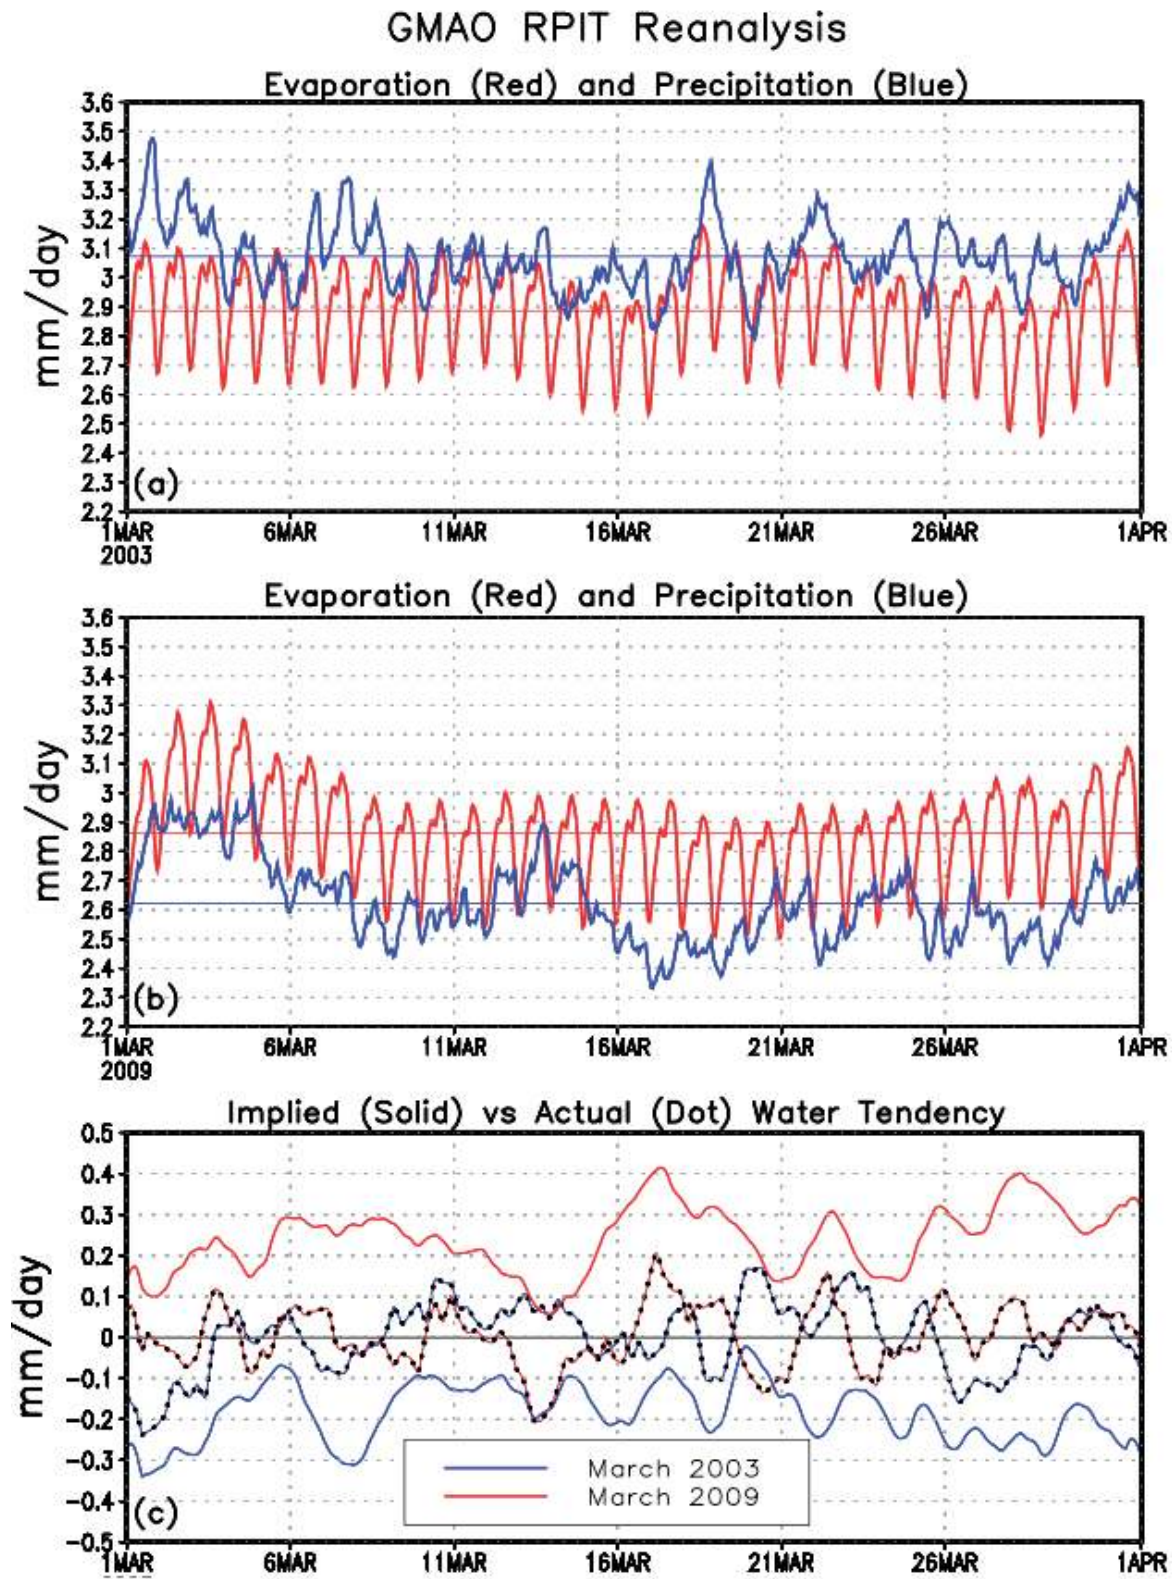 GMAO RPIT Reanalysis
Evaporation (Red) and Precipitation (Blue)
mm/day
3.6
3.5
3.4
3.3
3.2
3.1
3
2.9
2.8
2.7
2.6
2.5
2.4
2.3
2.2
(a)
1MAR 6MAR 11MAR 16MAR 21MAR 26MAR 1APR
2003
Evaporation (Red) and Precipitation (Blue)
mm/day
3.6
3.5
3.4
3.3
3.2
3.1
3
2.9
2.8
2.7
2.6
2.5
2.4
2.3
2.2
(b)
1MAR 6MAR 11MAR 16MAR 21MAR 26MAR 1APR
2009
Implied (Solid) vs Actual (Dot) Water Tendency
mm/day
0.5
0.4
0.3
0.2
0.1
0
-0.1
-0.2
-0.3
-0.4
-0.5
March 2003
March 2009
(c)
1MAR 6MAR 11MAR 16MAR 21MAR 26MAR 1APR